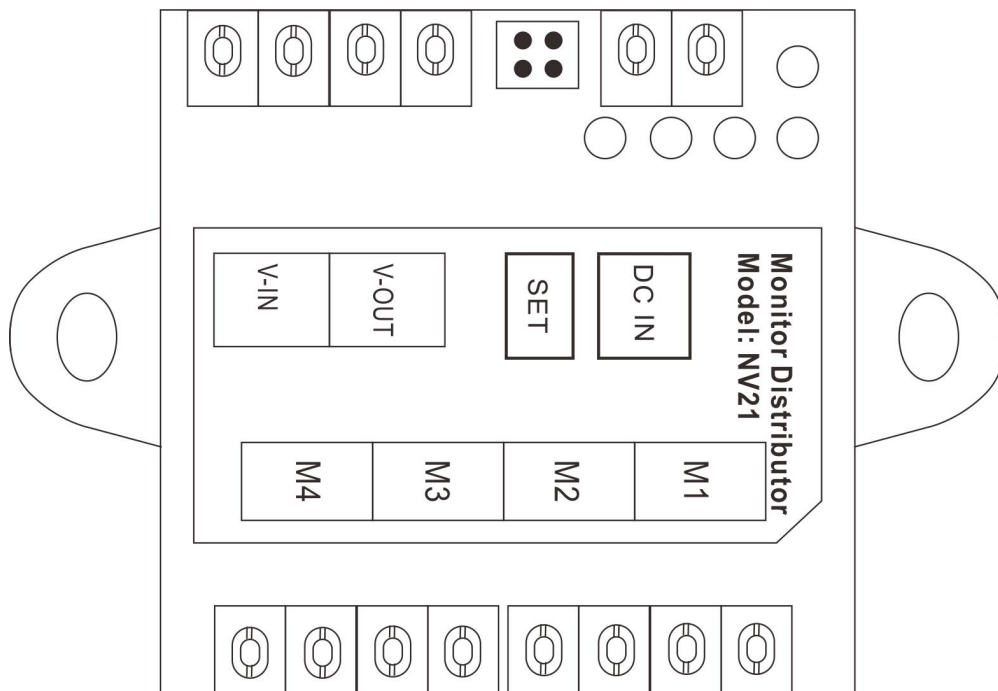 Monitor Distributor
Model: NV21
DC IN
SET
V-OUT
V-IN
M1
M2
M3
M4